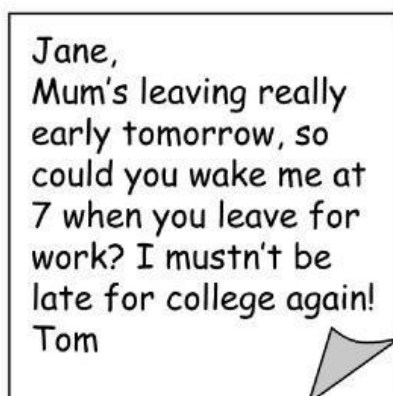 Jane,
Mum's leaving really
early tomorrow, so
could you wake me at
7 when you leave for
work? I mustn't be
late for college again!
Tom